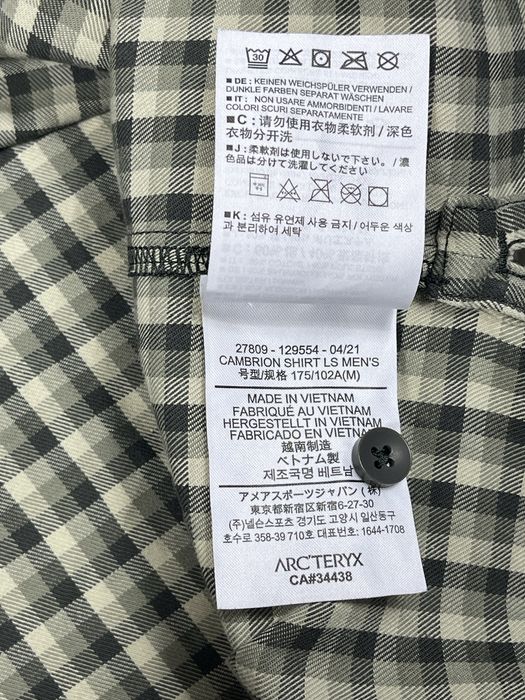 30
■ DE : KEINEN WEICHSPÜLER VERWENDEN /
DUNKLE FARBEN SEPARAT WÄSCHEN
■ IT : NON USARE AMMORBIDENTI / LAVARE
COLORI SCURI SEPARATAMENTE
■ C : 请勿使用衣物柔软剂 / 深色
衣物分开洗
■ J : 柔軟剤は使用しないで下さい。/ 濃
色品は分けて洗濯してください
■ K : 섬유 유연제 사용 금지 / 어두운 색상
과 분리하여 세탁
27809 - 129554 - 04/21
CAMBRION SHIRT LS MEN'S
号型/规格 175/102A(M)
MADE IN VIETNAM
FABRIQUÉ AU VIETNAM
HERGESTELLT IN VIETNAM
FABRICADO EN VIETNAM
越南制造
ベトナム製
제조국명 베트남
アメアスポーツジャパン (株)
東京都新宿区新宿6-27-30
(주)넬슨스포츠 경기도 고양시 일산동구
호수로 358-39 710호 대표번호: 1644-1708
ARC'TERYX
CA#34438